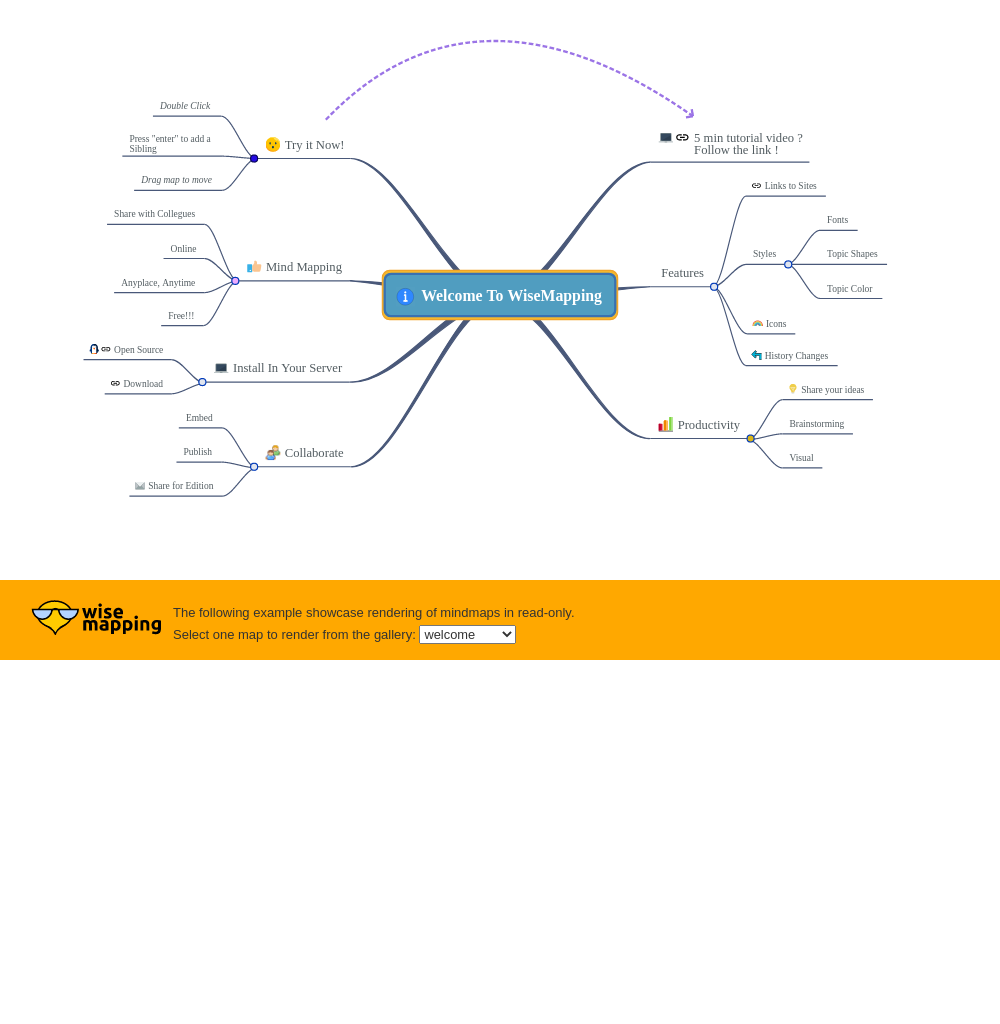 Double Click
Press "enter" to add a
Sibling
Drag map to move
Try it Now!
Share with Collegues
Online
Anyplace, Anytime
Free!!!
Mind Mapping
Open Source
Download
Install In Your Server
Embed
Publish
Share for Edition
Collaborate
Welcome To WiseMapping
5 min tutorial video ?
Follow the link !
Links to Sites
Fonts
Styles
Topic Shapes
Topic Color
Features
Icons
History Changes
Share your ideas
Productivity
Brainstorming
Visual
wise
mapping
The following example showcase rendering of mindmaps in read-only.
Select one map to render from the gallery: welcome